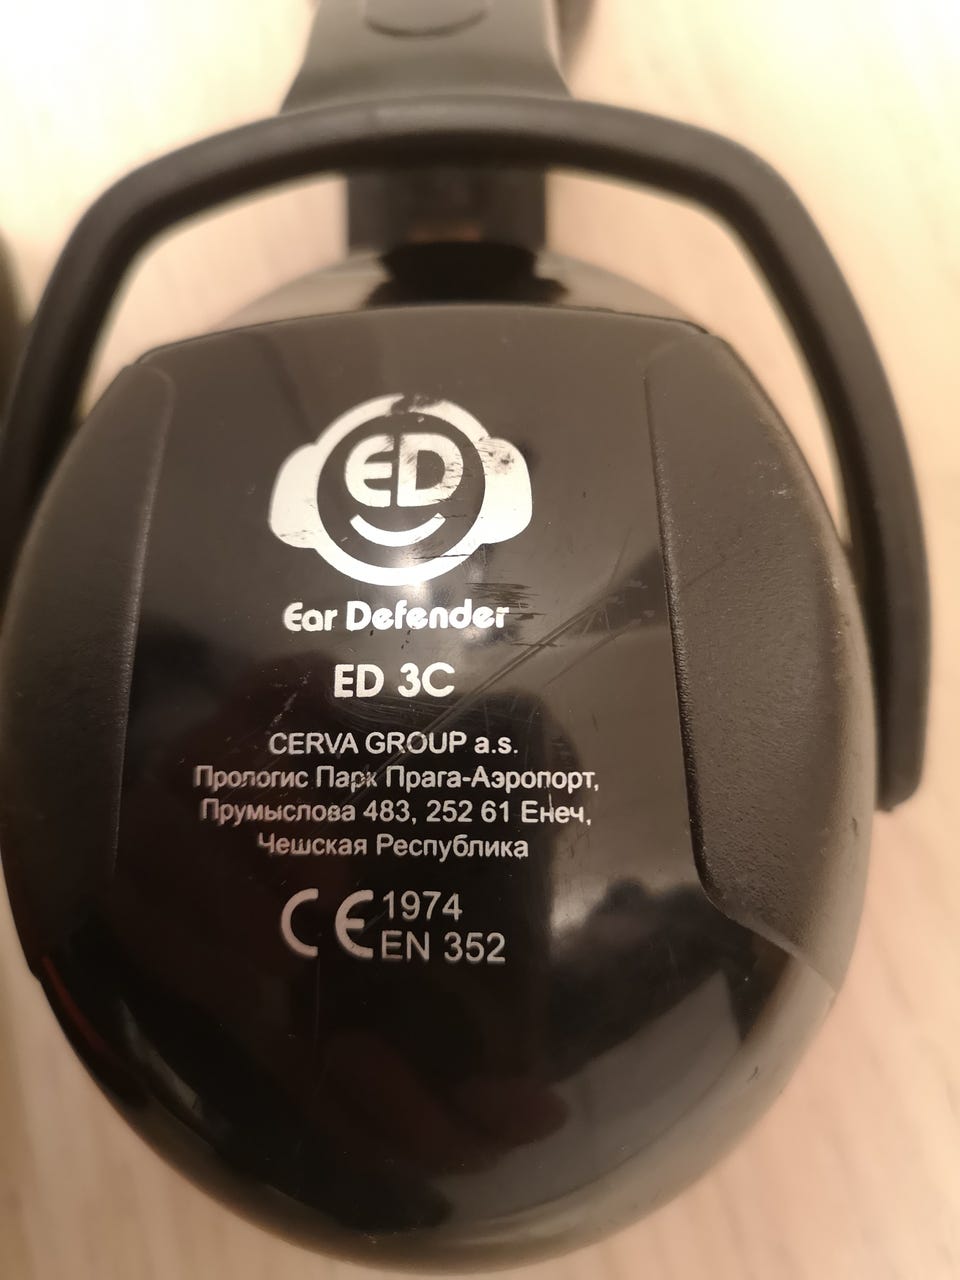 ED
Ear Defender
ED 3C
CERVA GROUP a.s.
Прологис Парк Прага-Аэропорт,
Прумыслова 483, 252 61 Енеч,
Чешская Республика
CE 1974
EN 352